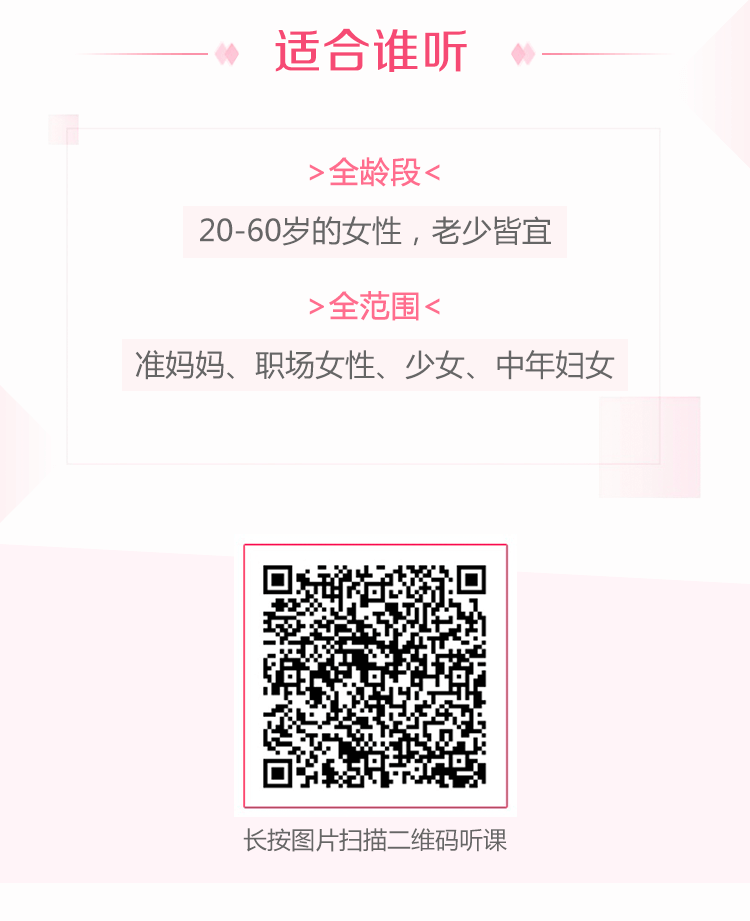 适合谁听
>全龄段<
20-60岁的女性，老少皆宜
>全范围<
准妈妈、职场女性、少女、中年妇女
长按图片扫描二维码听课